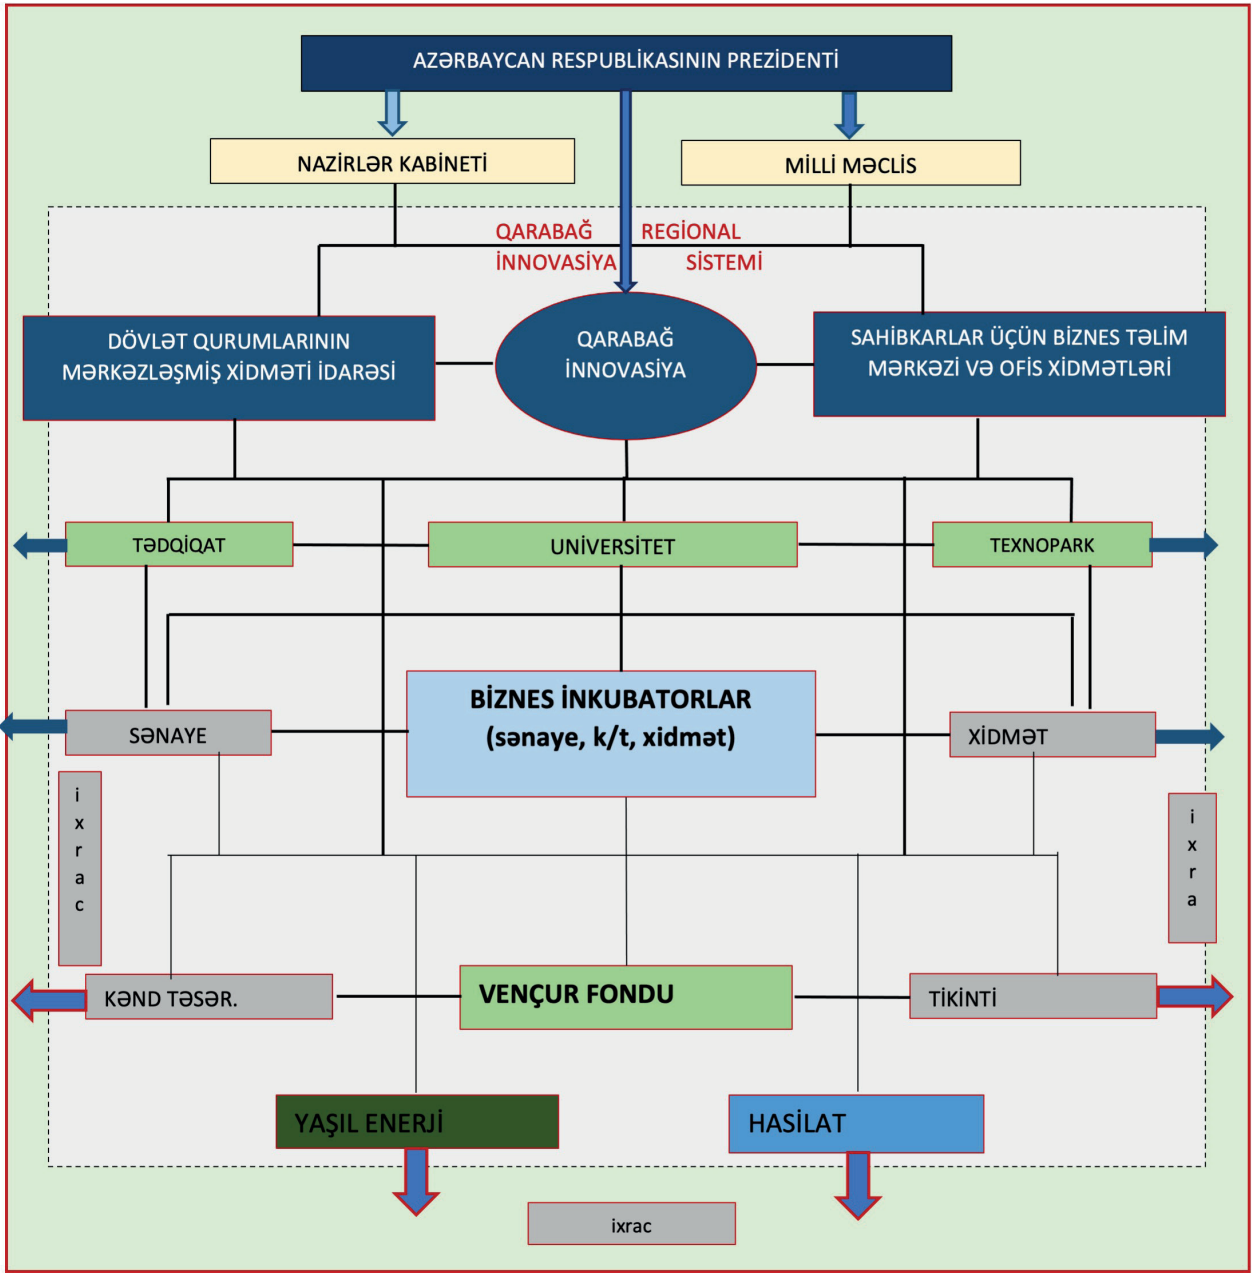 AZƏRBAYCAN RESPUBLİKASININ PREZİDENTİ
NAZİRLƏR KABİNETİ
MİLLİ MƏCLİS
QARABAĞ REGİONAL
İNNOVASİYA SİSTEMİ
DÖVLƏT QURUMLARININ
MƏRKƏZLƏŞMİŞ XİDMƏTİ İDARƏSİ
QARABAĞ
İNNOVASİYA
SAHİBKARLAR ÜÇÜN BİZNES TƏLİM
MƏRKƏZİ VƏ OFİS XİDMƏTLƏRİ
TƏDQİQAT
UNİVERSİTET
TEXNOPARK
BİZNES İNKUBATORLAR
(sənaye, k/t, xidmət)
SƏNAYE
XİDMƏT
i
x
r
a
c
i
x
r
a
KƏND TƏSƏR.
VENÇUR FONDU
TİKİNTİ
YAŞIL ENERJİ
HASİLAT
ixrac